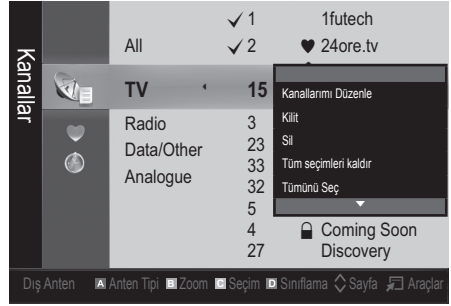 Kanallar
✓ 1 1futech
All ✓ 2 ♥ 24ore.tv
TV 15
Radio 3
Data/Other 23
Analogue 33
32
5
4 Coming Soon
27 Discovery
Kanallarımı Düzenle
Kilit
Sil
Tüm seçimleri kaldır
Tümünü Seç
Dış Anten A Anten Tipi B Zoom C Seçim D Sınıflama Sayfa Araçlar